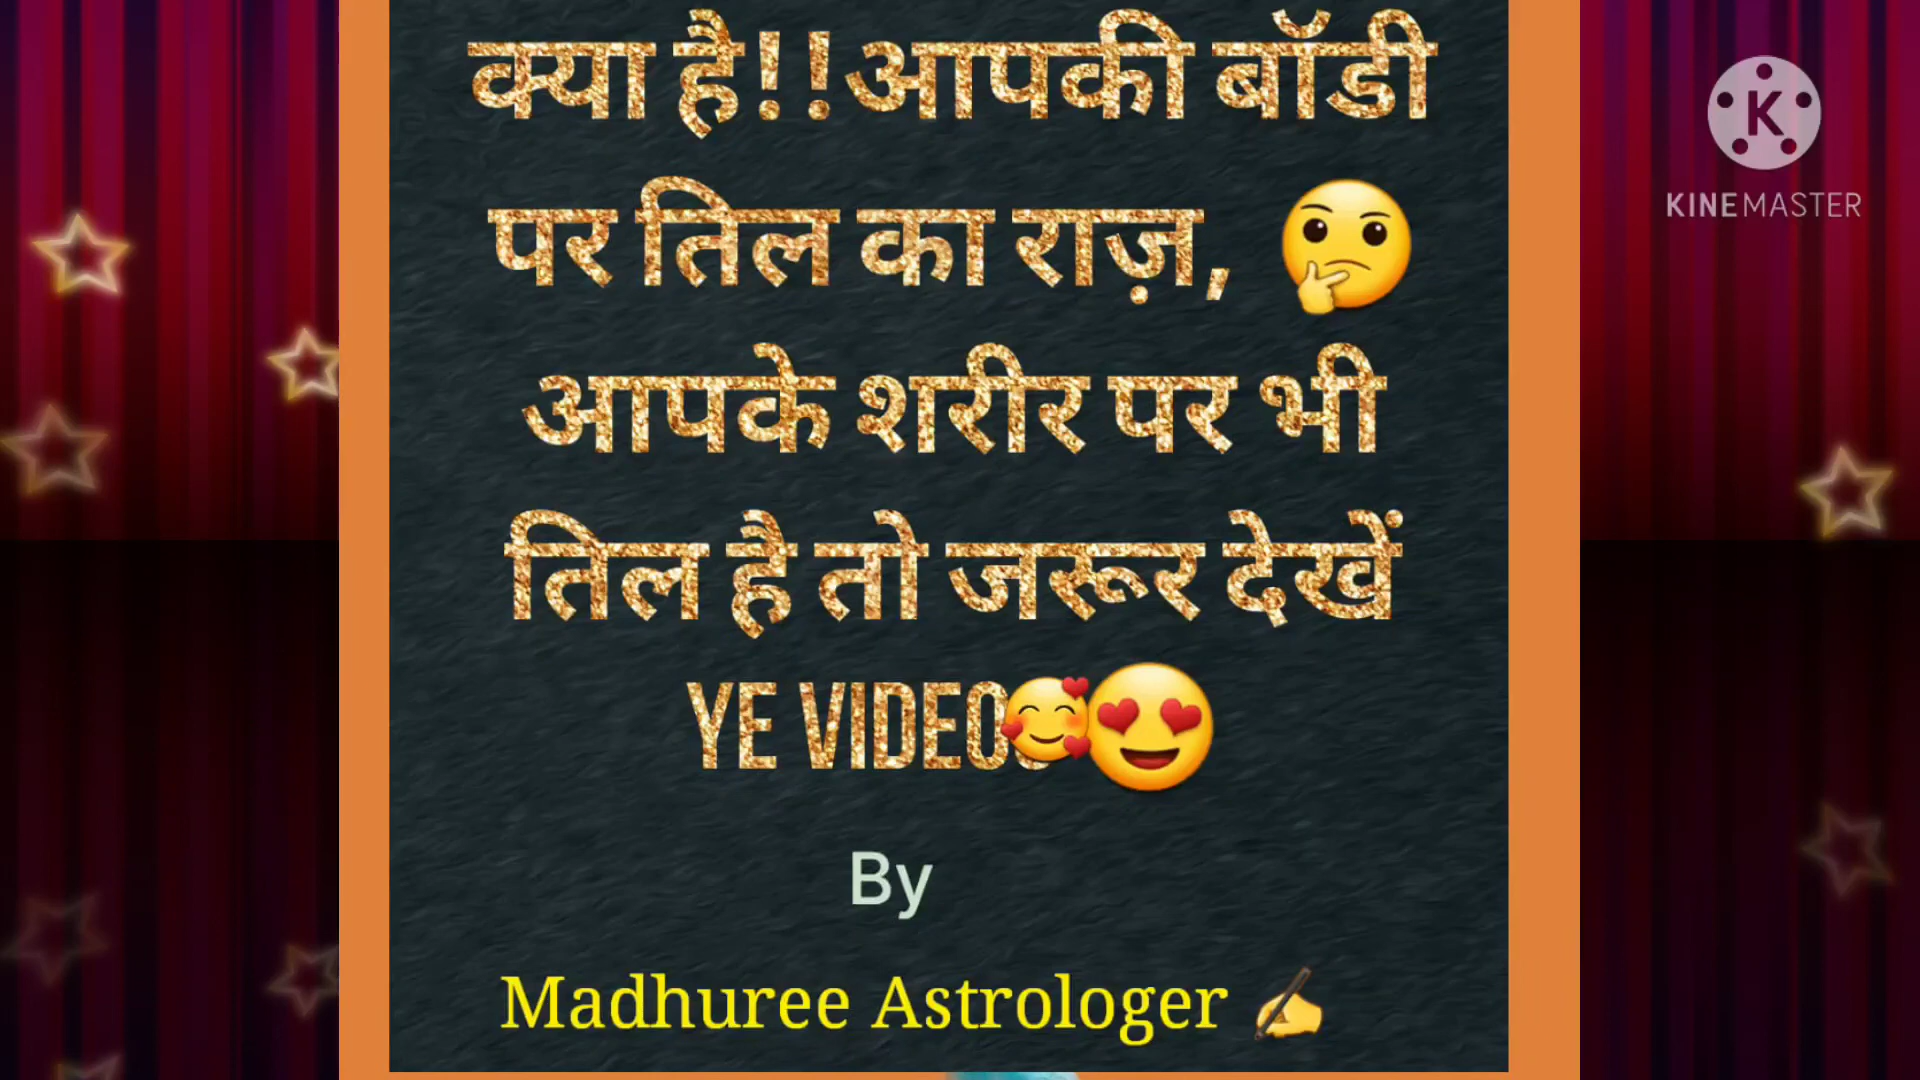 क्या है!!आपकी बॉडी
पर तिल का राज़, 🤔
आपके शरीर पर भी
तिल है तो जरूर देखें
YE VIDEO🥰😍
By
Madhuree Astrologer ✍
K
KINEMASTER